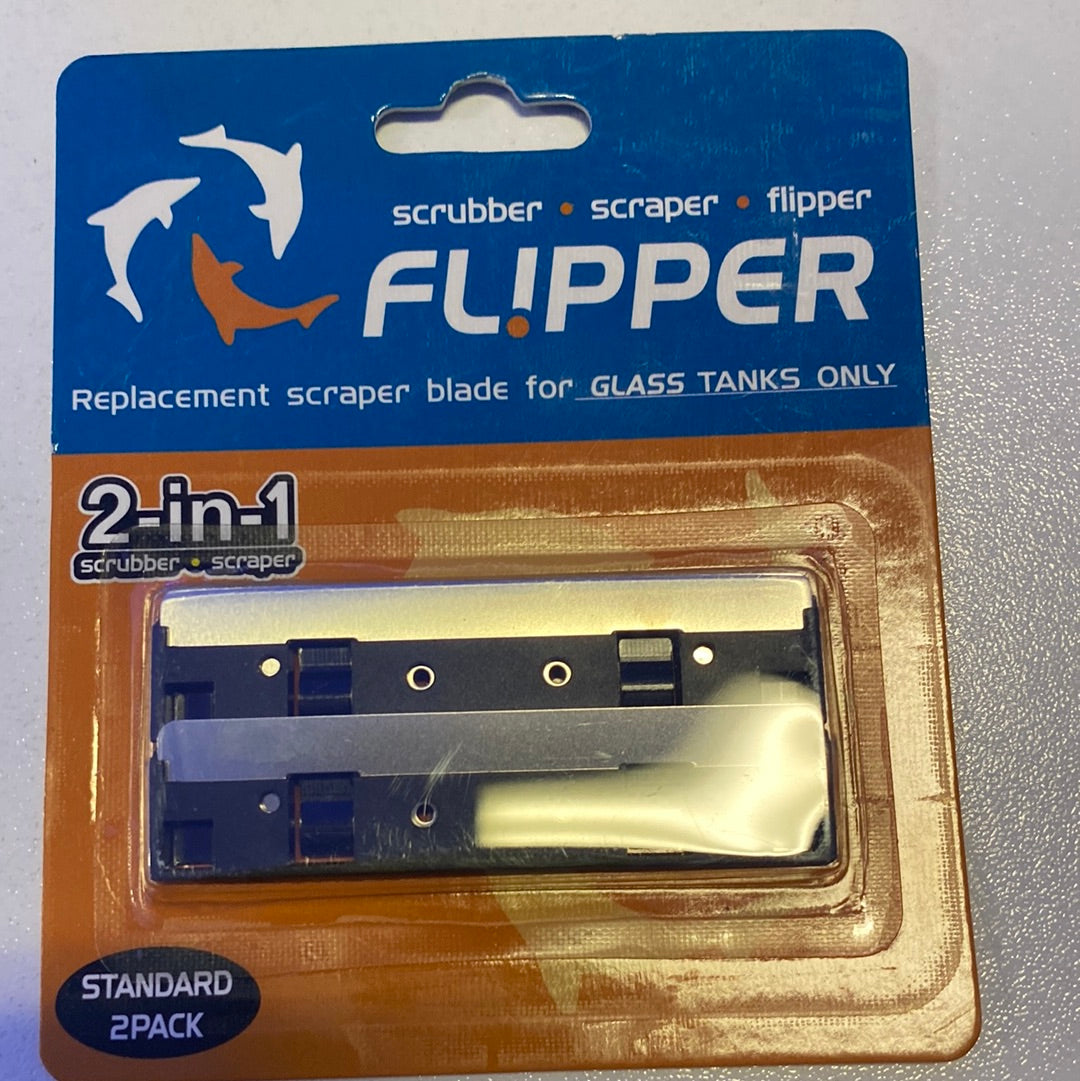 scrubber • scraper • flipper
FL!PPER
Replacement scraper blade for GLASS TANKS ONLY
2-in-1
scrubber • scraper
STANDARD
2PACK